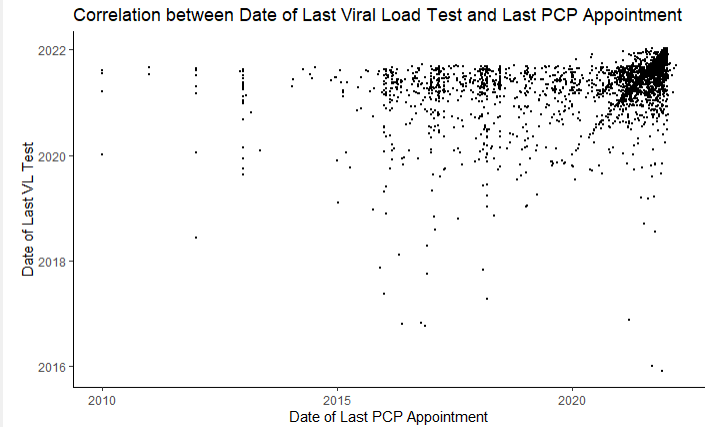 Correlation between Date of Last Viral Load Test and Last PCP Appointment
2022
2020
2018
2016
Date of Last VL Test
2010
2015
2020
Date of Last PCP Appointment